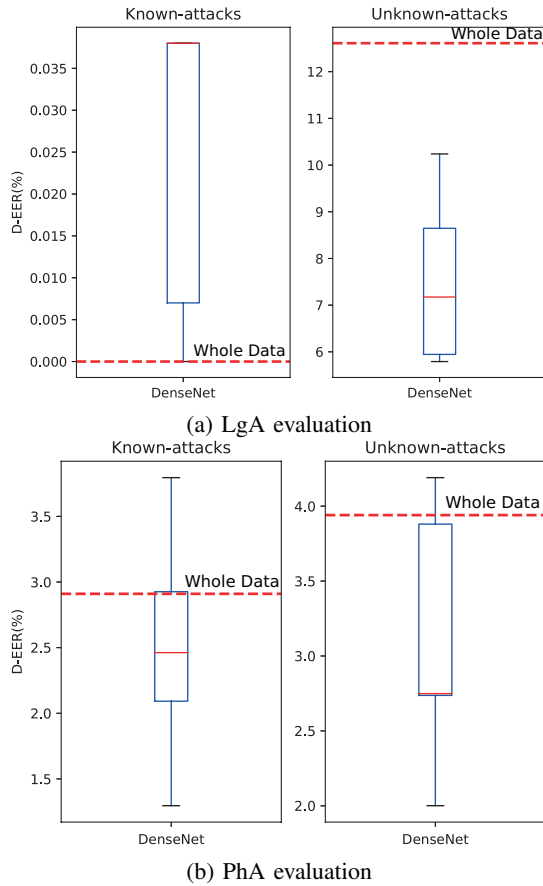 Known-attacks
Unknown-attacks
Whole Data
0.035
0.030
0.025
0.020
0.015
0.010
0.005
0.000
D-EER(%)
Whole Data
DenseNet
12
11
10
9
8
7
6
DenseNet
(a) LgA evaluation
Known-attacks
Unknown-attacks
3.5
3.0
2.5
2.0
1.5
D-EER(%)
Whole Data
DenseNet
4.0
3.5
3.0
2.5
2.0
Whole Data
DenseNet
(b) PhA evaluation